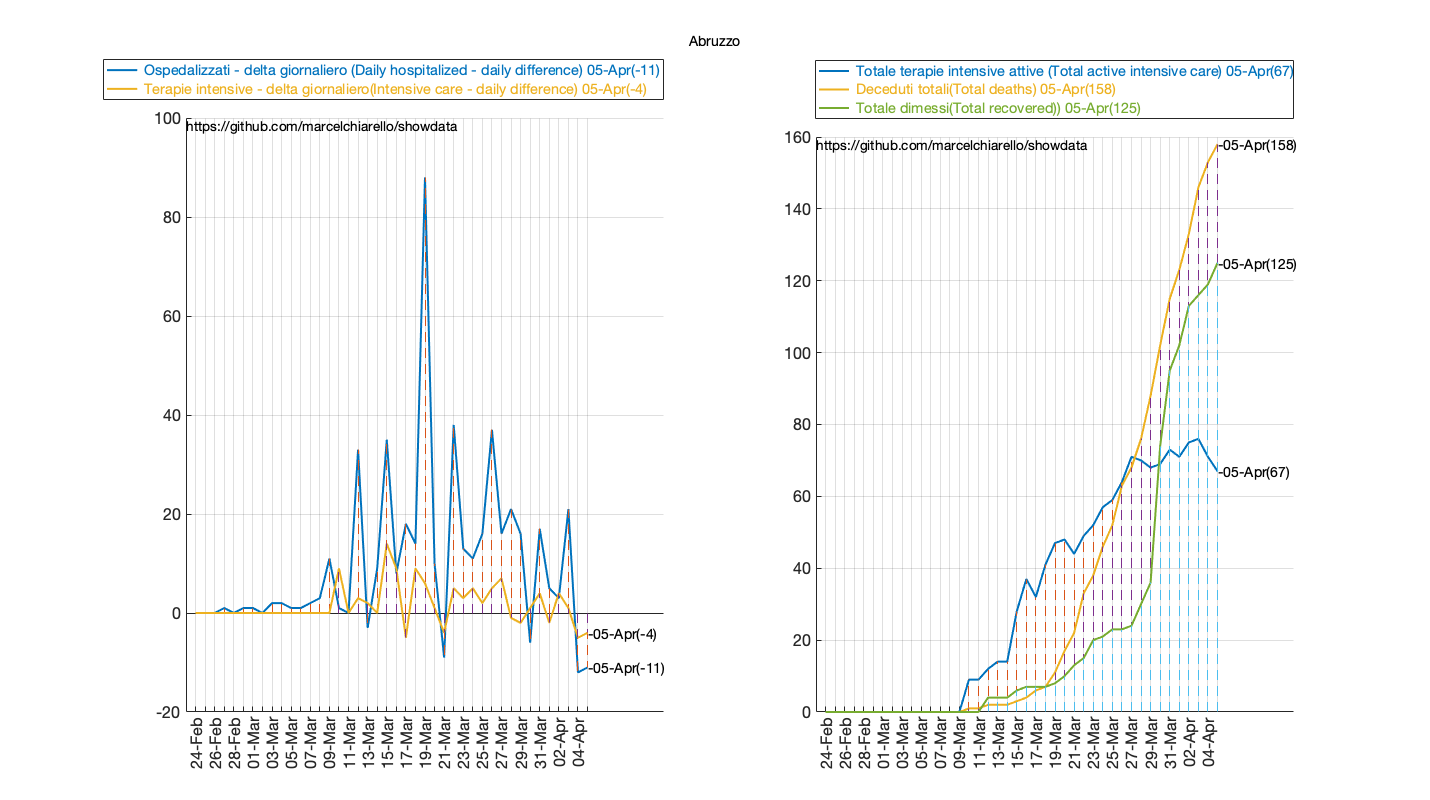 Abruzzo
Ospedalizzati - delta giornaliero (Daily hospitalized - daily difference) 05-Apr(-11)
Terapie intensive - delta giornaliero(Intensive care - daily difference) 05-Apr(-4)
https://github.com/marcelchiarello/showdata
100
80
60
40
20
0
-20
-05-Apr(-4)
-05-Apr(-11)
24-Feb
26-Feb
28-Feb
01-Mar
03-Mar
05-Mar
07-Mar
09-Mar
11-Mar
13-Mar
15-Mar
17-Mar
19-Mar
21-Mar
23-Mar
25-Mar
27-Mar
29-Mar
31-Mar
02-Apr
04-Apr
Totale terapie intensive attive (Total active intensive care) 05-Apr(67)
Deceduti totali(Total deaths) 05-Apr(158)
Totale dimessi(Total recovered)) 05-Apr(125)
https://github.com/marcelchiarello/showdata
160
140
120
100
80
60
40
20
0
-05-Apr(158)
-05-Apr(125)
-05-Apr(67)
24-Feb
26-Feb
28-Feb
01-Mar
03-Mar
05-Mar
07-Mar
09-Mar
11-Mar
13-Mar
15-Mar
17-Mar
19-Mar
21-Mar
23-Mar
25-Mar
27-Mar
29-Mar
31-Mar
02-Apr
04-Apr